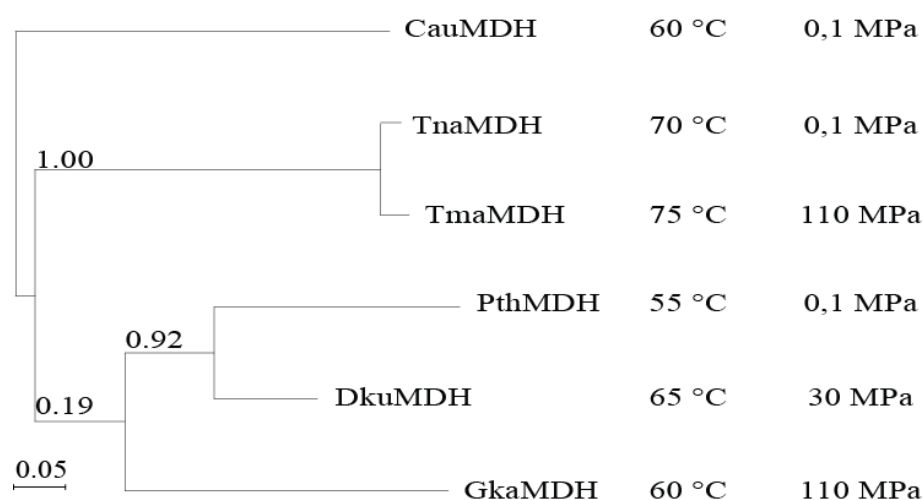 CauMDH 60 °C 0,1 MPa
TnaMDH 70 °C 0,1 MPa
1.00
TmaMDH 75 °C 110 MPa
PthMDH 55 °C 0,1 MPa
0.92
DkuMDH 65 °C 30 MPa
0.19
0.05
GkaMDH 60 °C 110 MPa